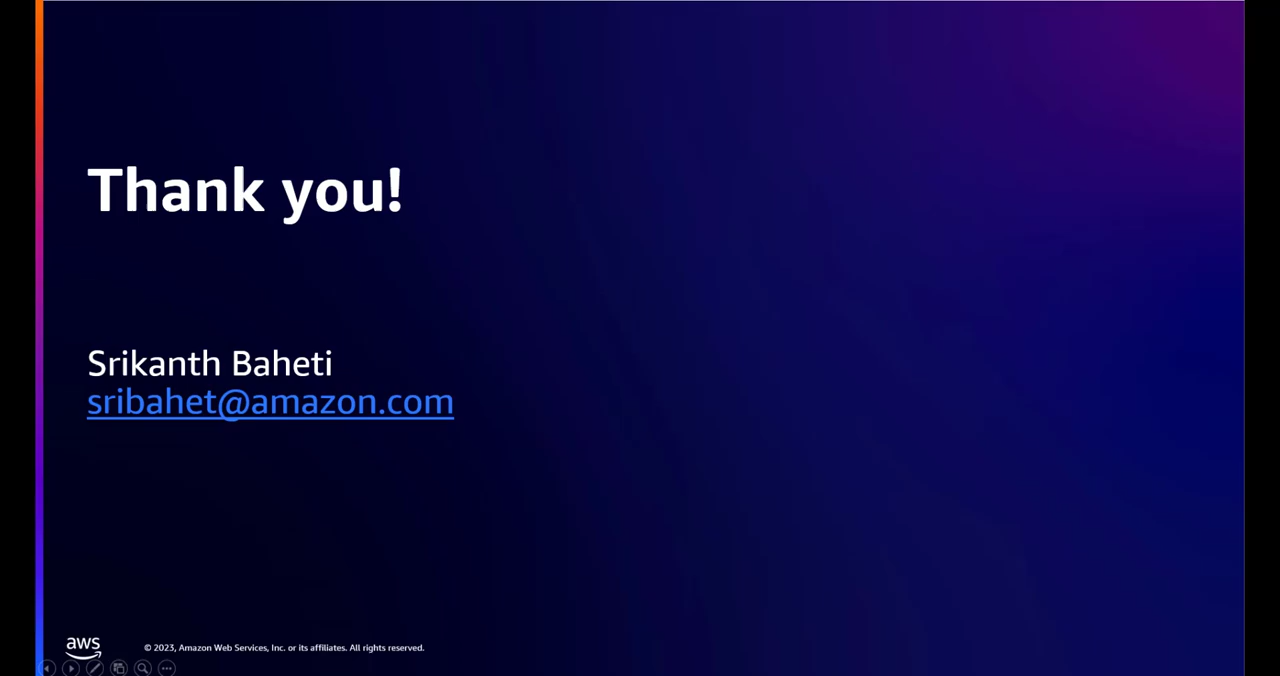 Thank you!
Srikanth Baheti
sribahet@amazon.com
aws
© 2023, Amazon Web Services, Inc. or its affiliates. All rights reserved.